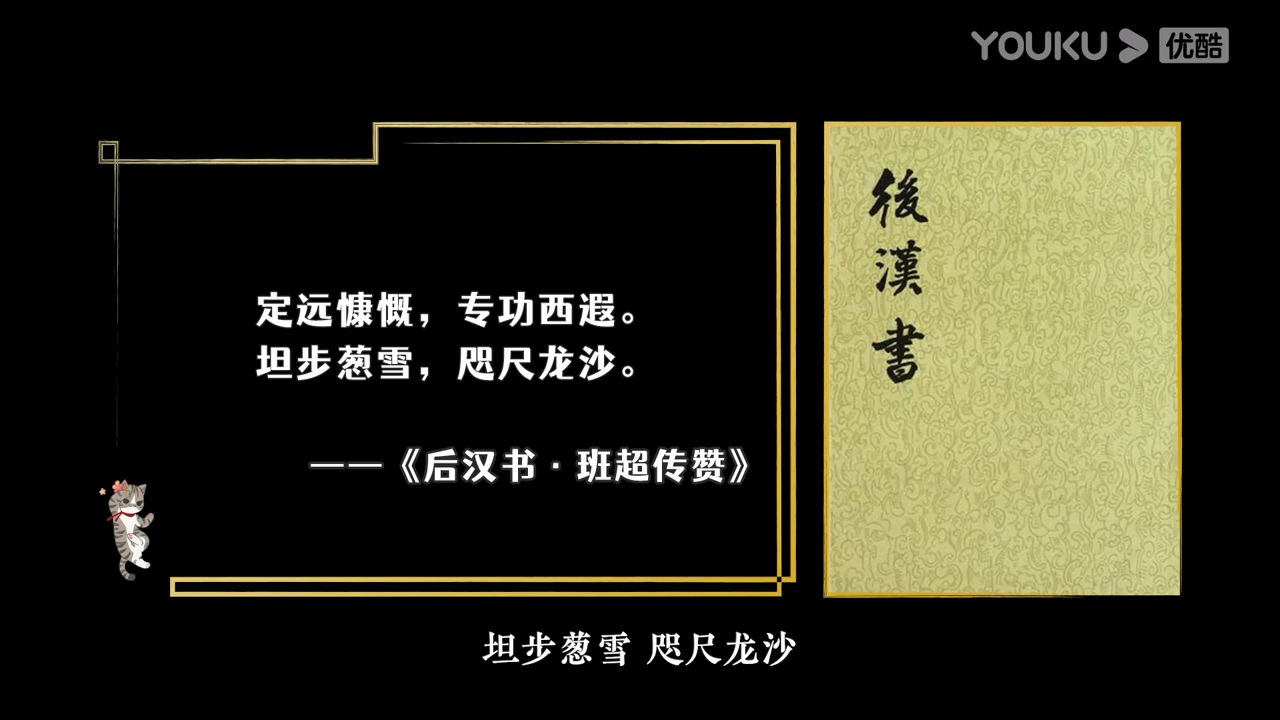 YOUKU 优酷
定远慷慨，专功西遐。
坦步葱雪，咫尺龙沙。
——《后汉书·班超传赞》
後漢書
坦步葱雪 咫尺龙沙